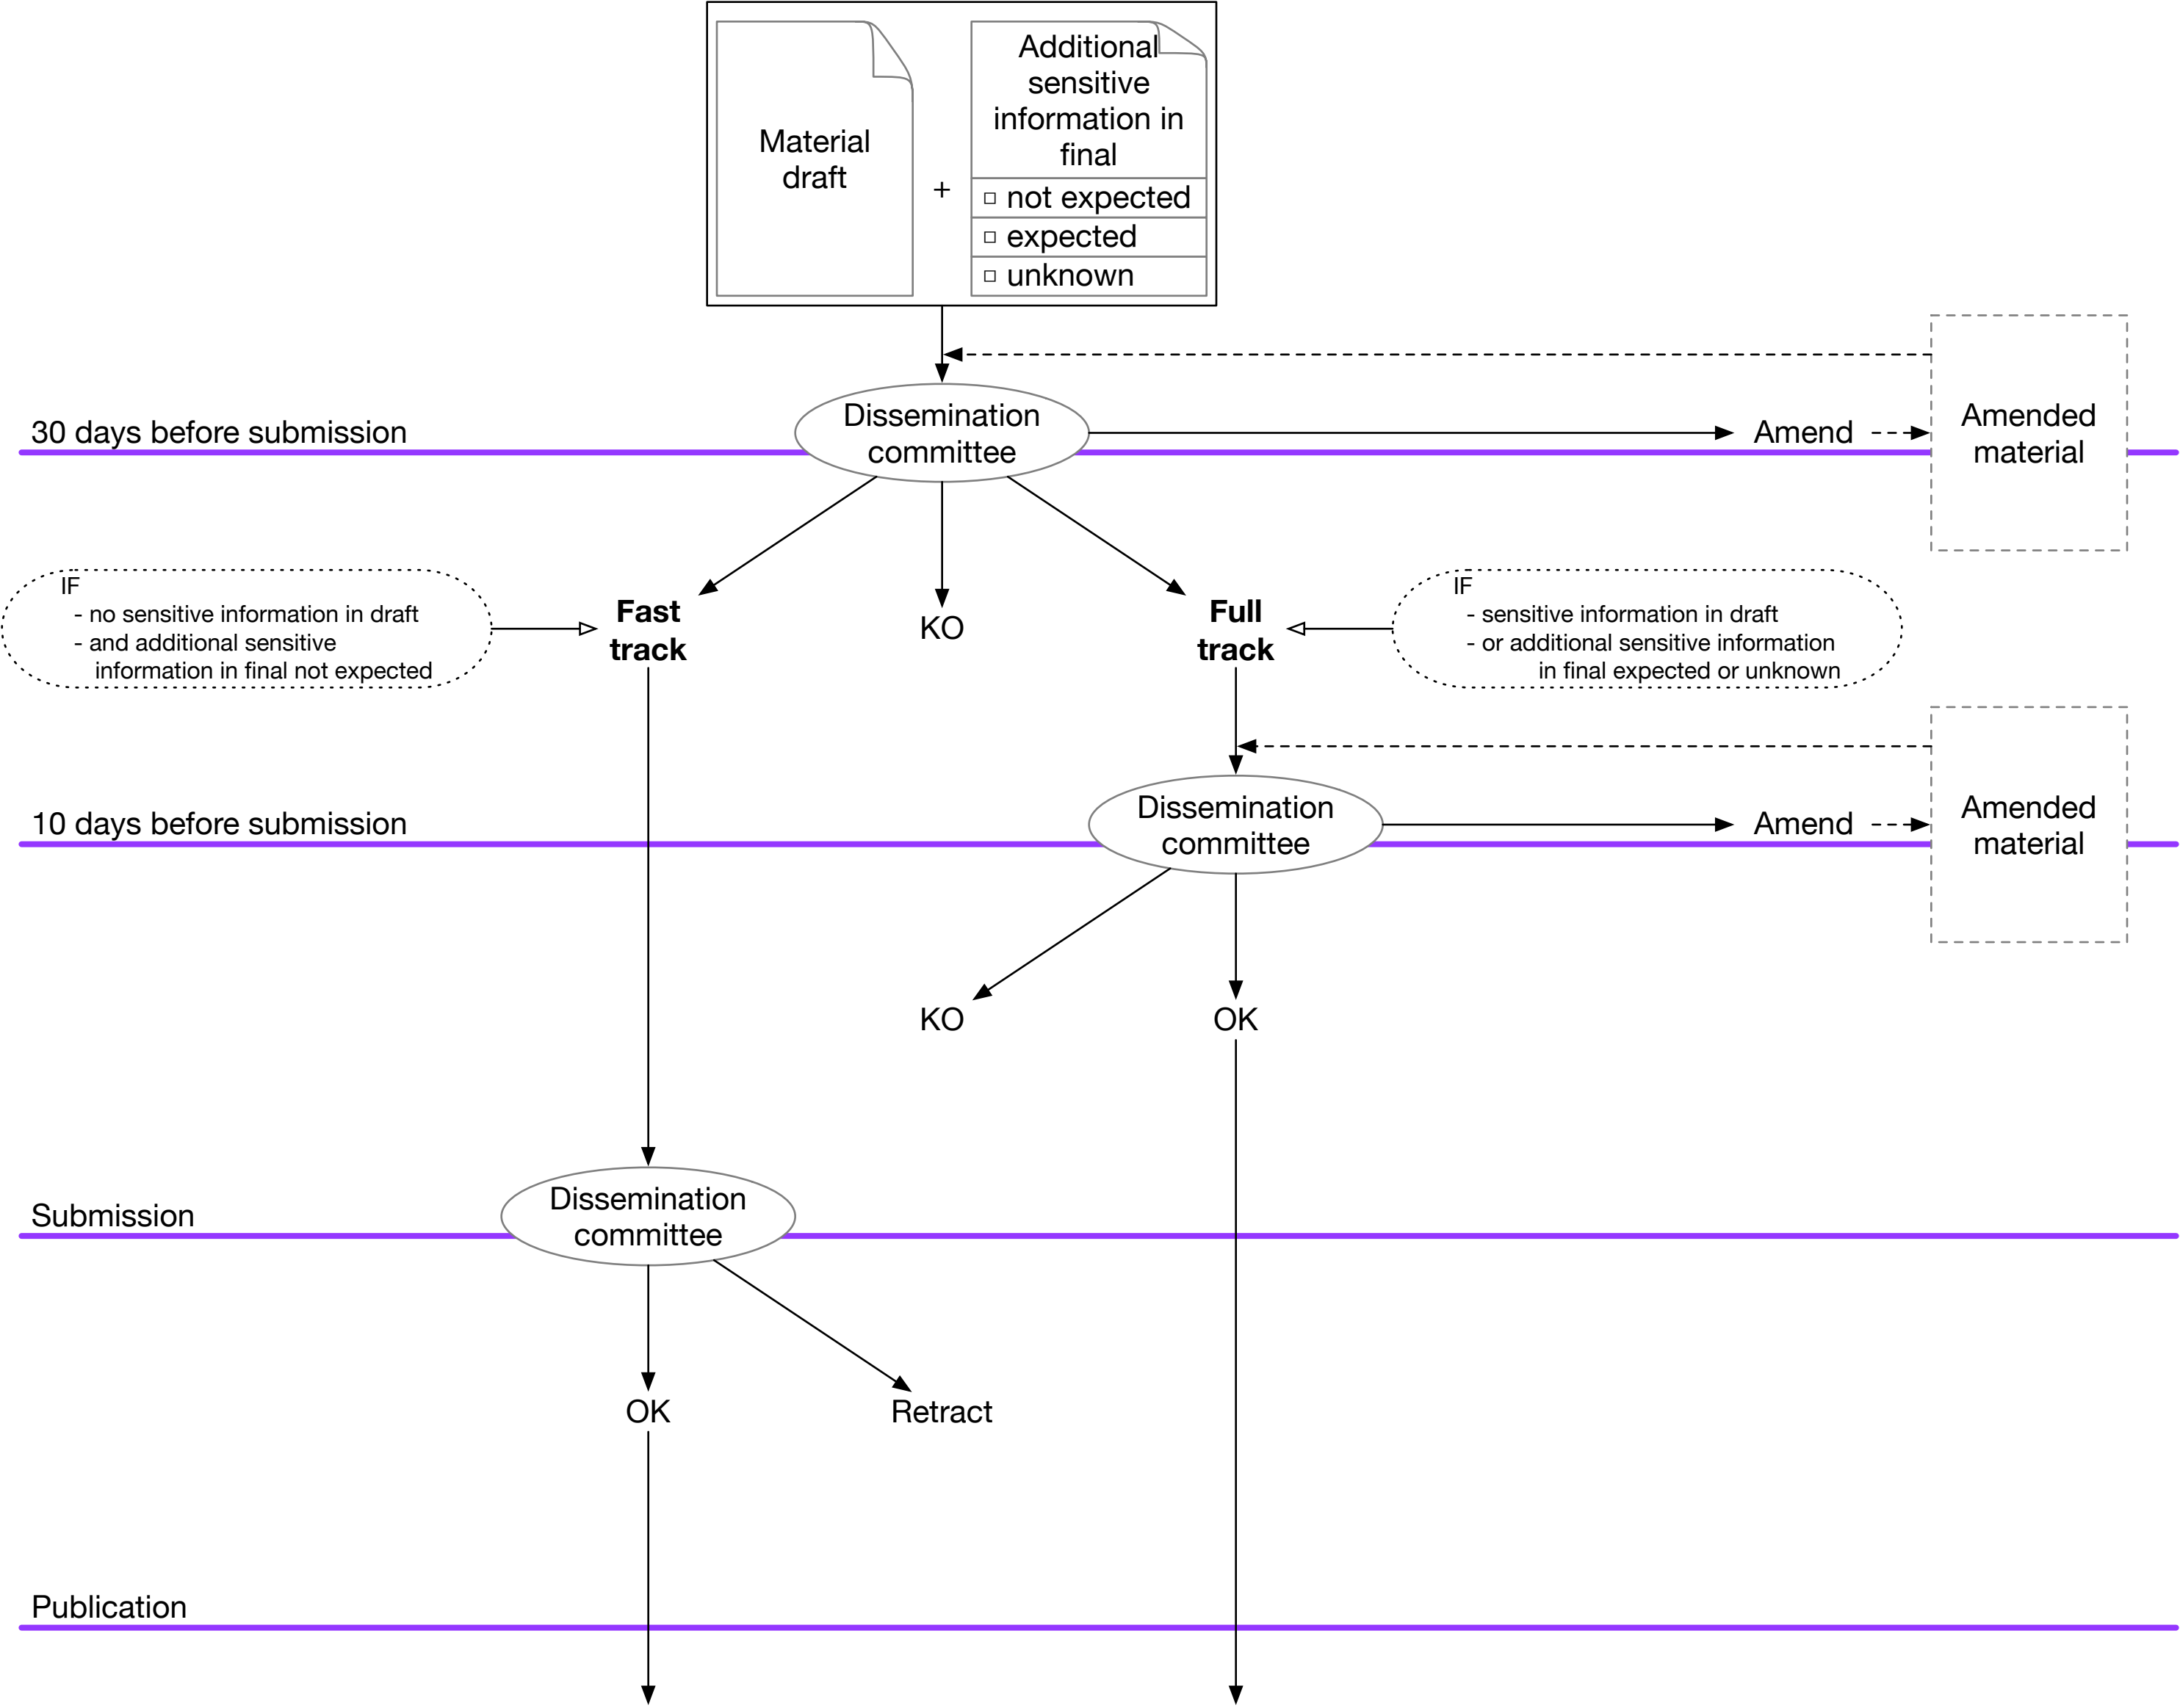 Material
draft
+
Additional
sensitive
information in
final
not expected
expected
unknown
30 days before submission
Dissemination
committee
Amend
Amended
material
IF
- no sensitive information in draft
- and additional sensitive
information in final not expected
Fast
track
KO
Full
track
IF
- sensitive information in draft
- or additional sensitive information
in final expected or unknown
10 days before submission
Dissemination
committee
Amend
Amended
material
KO
OK
Submission
Dissemination
committee
OK
Retract
Publication